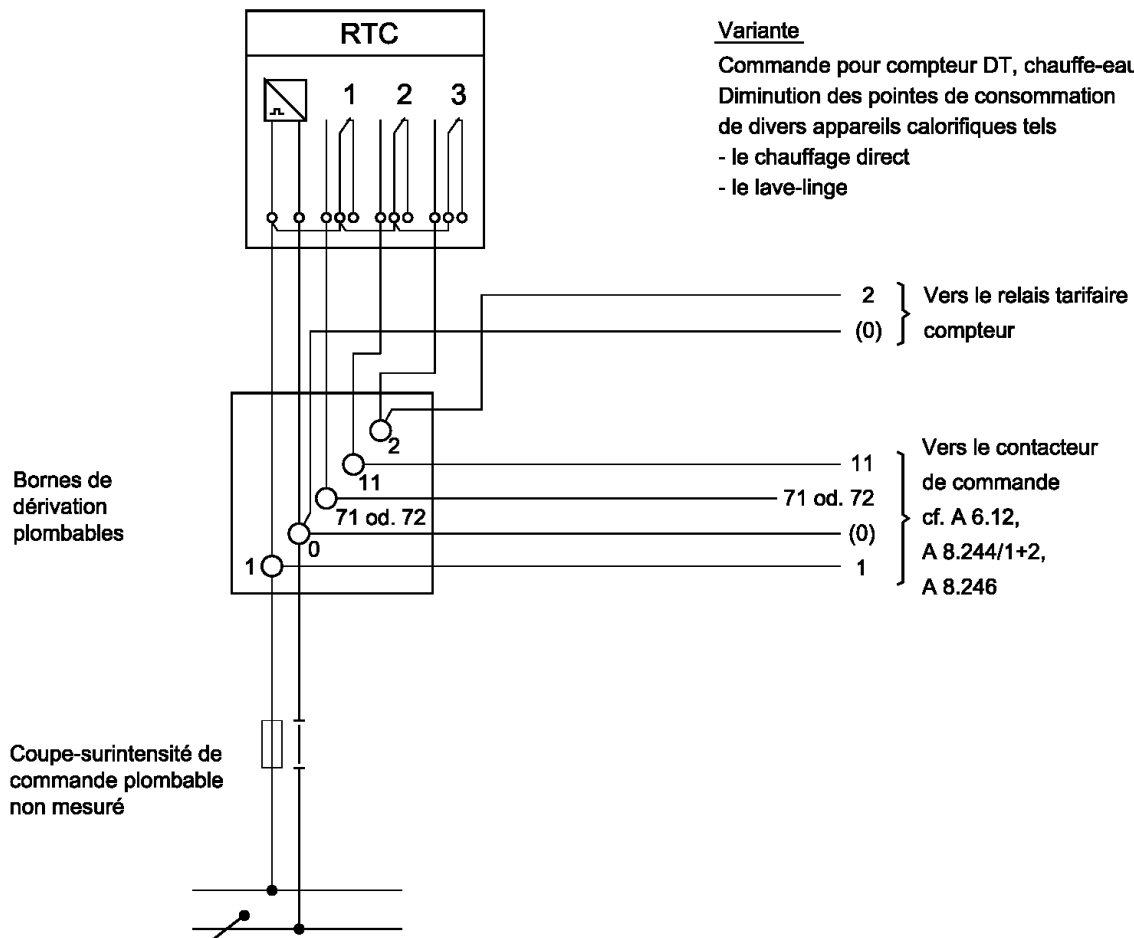 RTC
1 2 3
Variante
Commande pour compteur DT, chauffe-eau
Diminution des pointes de consommation
de divers appareils calorifiques tels
- le chauffage direct
- le lave-linge
2
(0)
Vers le relais tarifaire
compteur
Bornes de
dérivation
plombables
2
11
71 od. 72
0
1
11
71 od. 72
(0)
1
Vers le contacteur
de commande
cf. A 6.12,
A 8.244/1+2,
A 8.246
Coupe-surintensité de
commande plombable
non mesuré